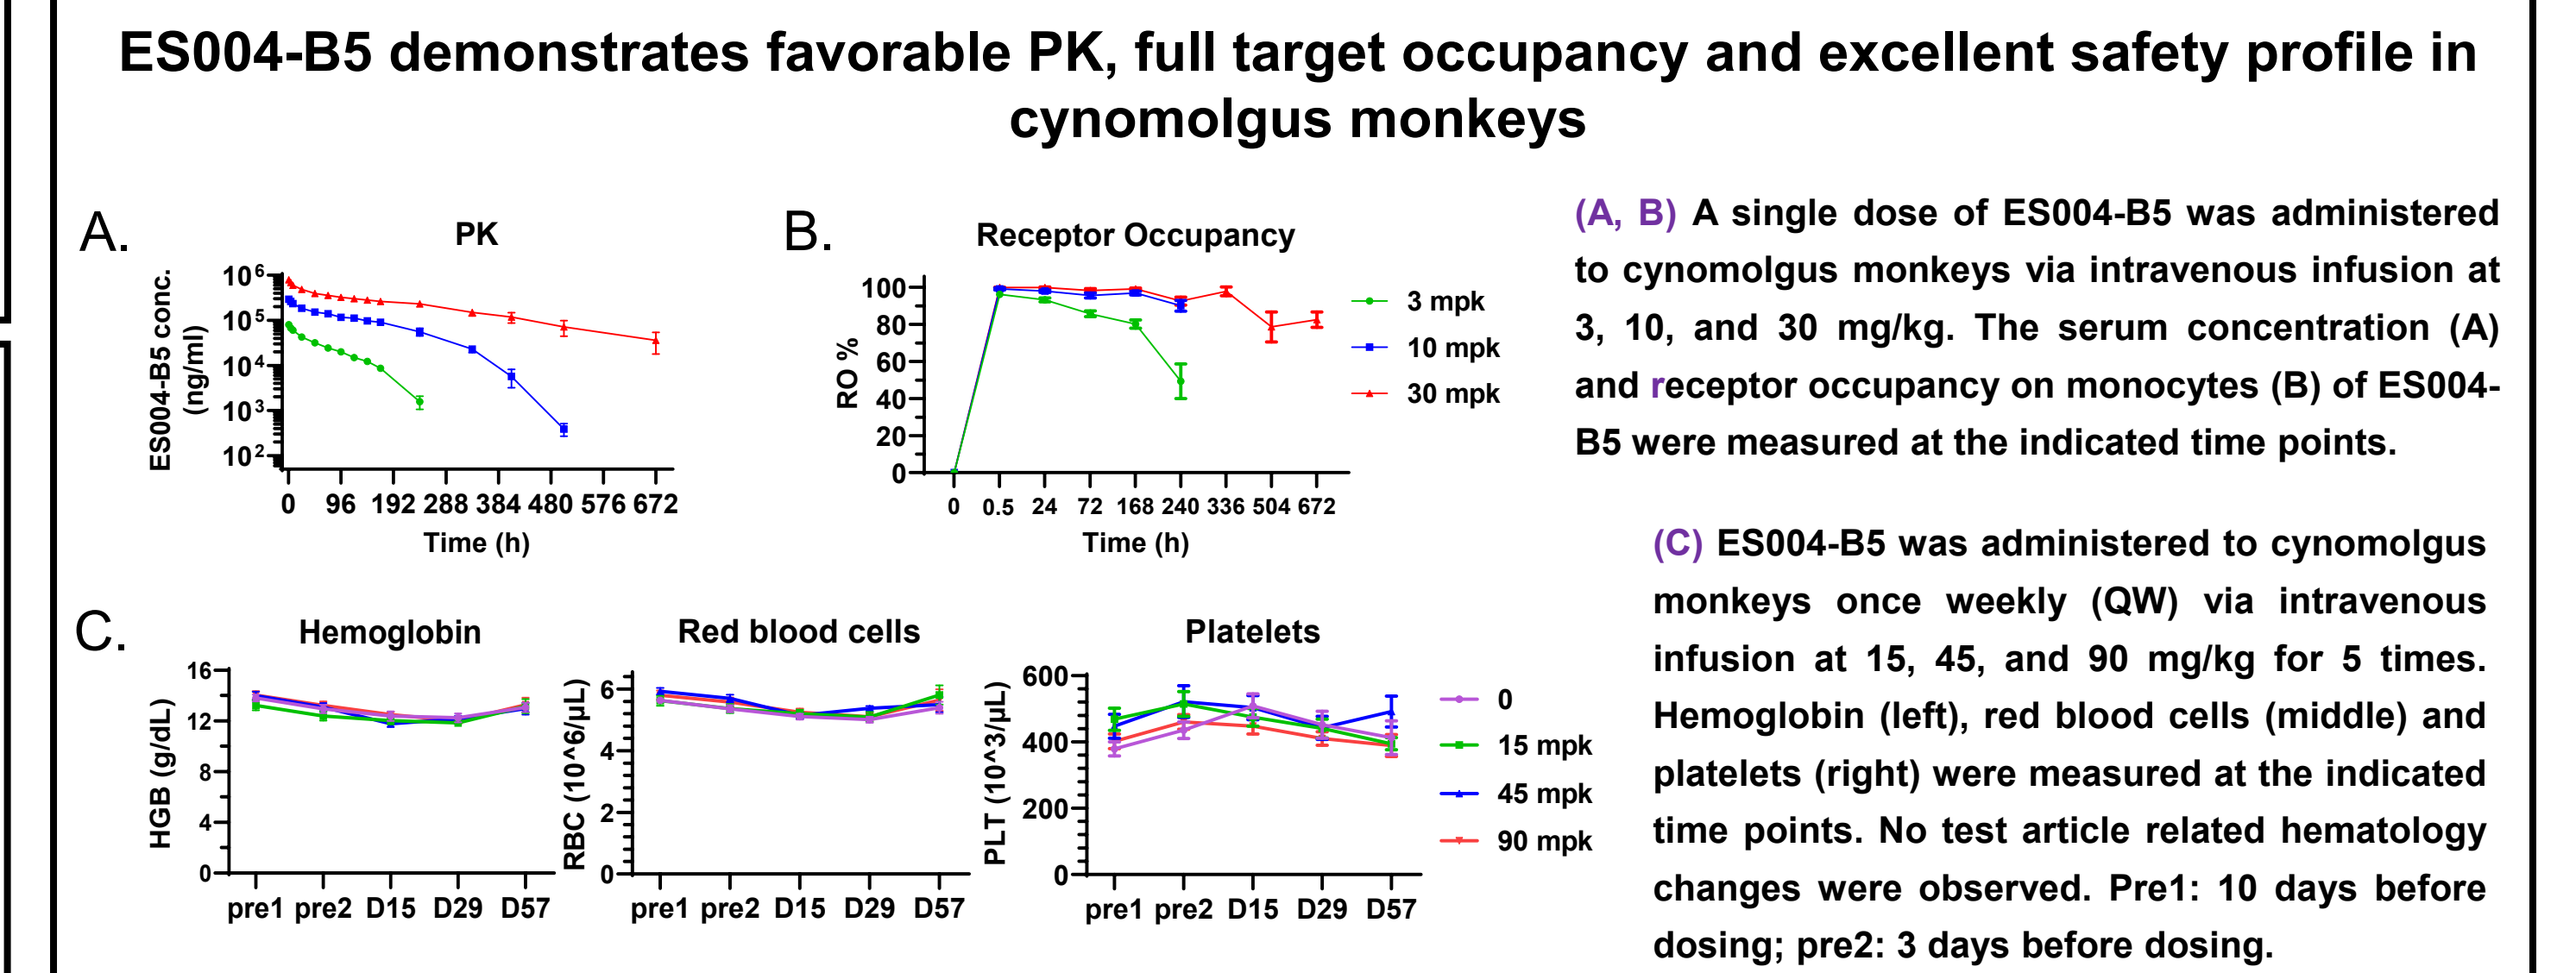 ES004-B5 demonstrates favorable PK, full target occupancy and excellent safety profile in
cynomolgus monkeys
A.
PK
ES004-B5 conc.
(ng/ml)
10^6
10^5
10^4
10^3
10^2
0 96 192 288 384 480 576 672
Time (h)
B.
Receptor Occupancy
RO %
100
80
60
40
20
0
0 0.5 24 72 168 240 336 504 672
Time (h)
3 mpk
10 mpk
30 mpk
(A, B) A single dose of ES004-B5 was administered
to cynomolgus monkeys via intravenous infusion at
3, 10, and 30 mg/kg. The serum concentration (A)
and receptor occupancy on monocytes (B) of ES004-
B5 were measured at the indicated time points.
C.
Hemoglobin
HGB (g/dL)
16
12
8
4
0
pre1 pre2 D15 D29 D57
Red blood cells
RBC (10^6/µL)
6
4
2
0
pre1 pre2 D15 D29 D57
Platelets
PLT (10^3/µL)
600
400
200
0
pre1 pre2 D15 D29 D57
0
15 mpk
45 mpk
90 mpk
(C) ES004-B5 was administered to cynomolgus
monkeys once weekly (QW) via intravenous
infusion at 15, 45, and 90 mg/kg for 5 times.
Hemoglobin (left), red blood cells (middle) and
platelets (right) were measured at the indicated
time points. No test article related hematology
changes were observed. Pre1: 10 days before
dosing; pre2: 3 days before dosing.